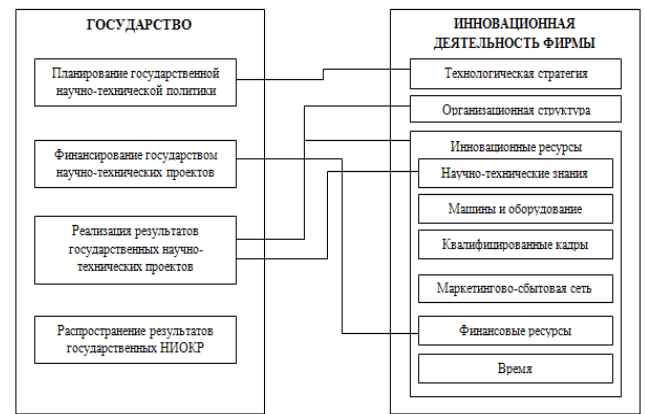 ГОСУДАРСТВО
Планирование государственной
научно-технической политики
Финансирование государством
научно-технических проектов
Реализация результатов
государственных научно-
технических проектов
Распространение результатов
государственных НИОКР
ИННОВАЦИОННАЯ
ДЕЯТЕЛЬНОСТЬ ФИРМЫ
Технологическая стратегия
Организационная структура
Инновационные ресурсы
Научно-технические знания
Машины и оборудование
Квалифицированные кадры
Маркетингово-сбытовая сеть
Финансовые ресурсы
Время